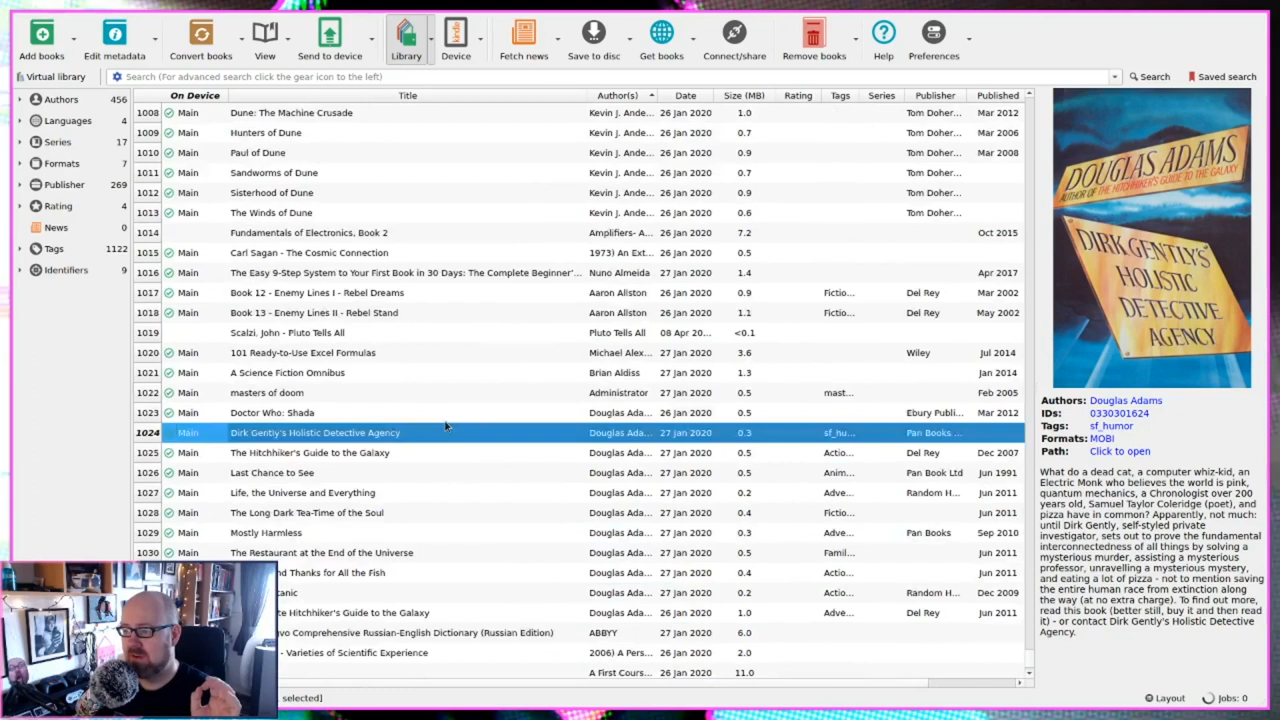 Add books
Edit metadata
Convert books
View
Send to device
Library
kindle
Device
Fetch news
Save to disc
Get books
Connect/share
Remove books
Help
Preferences
Virtual library
Search (For advanced search click the gear icon to the left)
Search
Saved search
Authors 456
Languages 4
Series 17
Formats 7
Publisher 269
Rating 4
News 0
Tags 1122
Identifiers 9
On Device Title Author(s) Date Size (MB) Rating Tags Series Publisher Published
1008 Main Dune: The Machine Crusade Kevin J. Ande... 26 Jan 2020 1.0 Tom Doher... Mar 2012
1009 Main Hunters of Dune Kevin J. Ande... 26 Jan 2020 0.7 Tom Doher... Mar 2006
1010 Main Paul of Dune Kevin J. Ande... 26 Jan 2020 0.9 Tom Doher... Mar 2008
1011 Main Sandworms of Dune Kevin J. Ande... 26 Jan 2020 0.7 Tom Doher...
1012 Main Sisterhood of Dune Kevin J. Ande... 26 Jan 2020 0.9 Tom Doher...
1013 Main The Winds of Dune Kevin J. Ande... 26 Jan 2020 0.6 Tom Doher...
1014 Fundamentals of Electronics, Book 2 Amplifiers- A... 26 Jan 2020 7.2 Oct 2015
1015 Main Carl Sagan - The Cosmic Connection 1973) An Ext... 26 Jan 2020 0.5
1016 Main The Easy 9-Step System to Your First Book in 30 Days: The Complete Beginner'... Nuno Almeida 27 Jan 2020 1.4 Apr 2017
1017 Main Book 12 - Enemy Lines I - Rebel Dreams Aaron Allston 26 Jan 2020 0.9 Fictio... Del Rey Mar 2002
1018 Main Book 13 - Enemy Lines II - Rebel Stand Aaron Allston 26 Jan 2020 1.1 Fictio... Del Rey May 2002
1019 Scalzi, John - Pluto Tells All Pluto Tells All 08 Apr 20... <0.1
1020 Main 101 Ready-to-Use Excel Formulas Michael Alex... 27 Jan 2020 3.6 Wiley Jul 2014
1021 Main A Science Fiction Omnibus Brian Aldiss 27 Jan 2020 1.3 Jan 2014
1022 Main masters of doom Administrator 27 Jan 2020 0.5 mast... Feb 2005
1023 Main Doctor Who: Shada Douglas Ada... 26 Jan 2020 0.5 Ebury Publi... Mar 2012
1024 Main Dirk Gently's Holistic Detective Agency Douglas Ada... 27 Jan 2020 0.3 sf_hu... Pan Books ...
1025 Main The Hitchhiker's Guide to the Galaxy Douglas Ada... 27 Jan 2020 0.5 Actio... Del Rey Dec 2007
1026 Main Last Chance to See Douglas Ada... 27 Jan 2020 0.5 Anim... Pan Book Ltd Jun 1991
1027 Main Life, the Universe and Everything Douglas Ada... 27 Jan 2020 0.2 Adve... Random H... Jun 2011
1028 Main The Long Dark Tea-Time of the Soul Douglas Ada... 27 Jan 2020 0.4 Fictio... Jun 2011
1029 Main Mostly Harmless Douglas Ada... 27 Jan 2020 0.3 Adve... Pan Books Sep 2010
1030 Main The Restaurant at the End of the Universe Douglas Ada... 27 Jan 2020 0.5 Famil... Jun 2011
nd Thanks for All the Fish Douglas Ada... 27 Jan 2020 0.4 Actio... Jun 2011
anic Douglas Ada... 27 Jan 2020 0.2 Adve... Random H... Dec 2009
te Hitchhiker's Guide to the Galaxy Douglas Ada... 26 Jan 2020 1.0 Adve... Del Rey Jun 2011
vo Comprehensive Russian-English Dictionary (Russian Edition) ABBYY 27 Jan 2020 6.0
- Varieties of Scientific Experience 2006) A Pers... 26 Jan 2020 2.0
A First Cours... 26 Jan 2020 11.0
selected]
DOUGLAS ADAMS
AUTHOR OF THE HITCHHIKER'S GUIDE TO THE GALAXY
DIRK GENTLY'S
HOLISTIC
DETECTIVE
AGENCY
Authors: Douglas Adams
IDs: 0330301624
Tags: sf_humor
Formats: MOBI
Path: Click to open
What do a dead cat, a computer whiz-kid, an
Electric Monk who believes the world is pink,
quantum mechanics, a Chronologist over 200
years old, Samuel Taylor Coleridge (poet), and
pizza have in common? Apparently, not much:
until Dirk Gently, self-styled private
investigator, sets out to prove the fundamental
interconnectedness of all things by solving a
mysterious murder, assisting a mysterious
professor, unravelling a mysterious mystery,
and eating a lot of pizza - not to mention saving
the entire human race from extinction along
the way (at no extra charge). To find out more,
read this book (better still, buy it and then read
it) - or contact Dirk Gently's Holistic Detective
Agency.
Layout
Jobs: 0